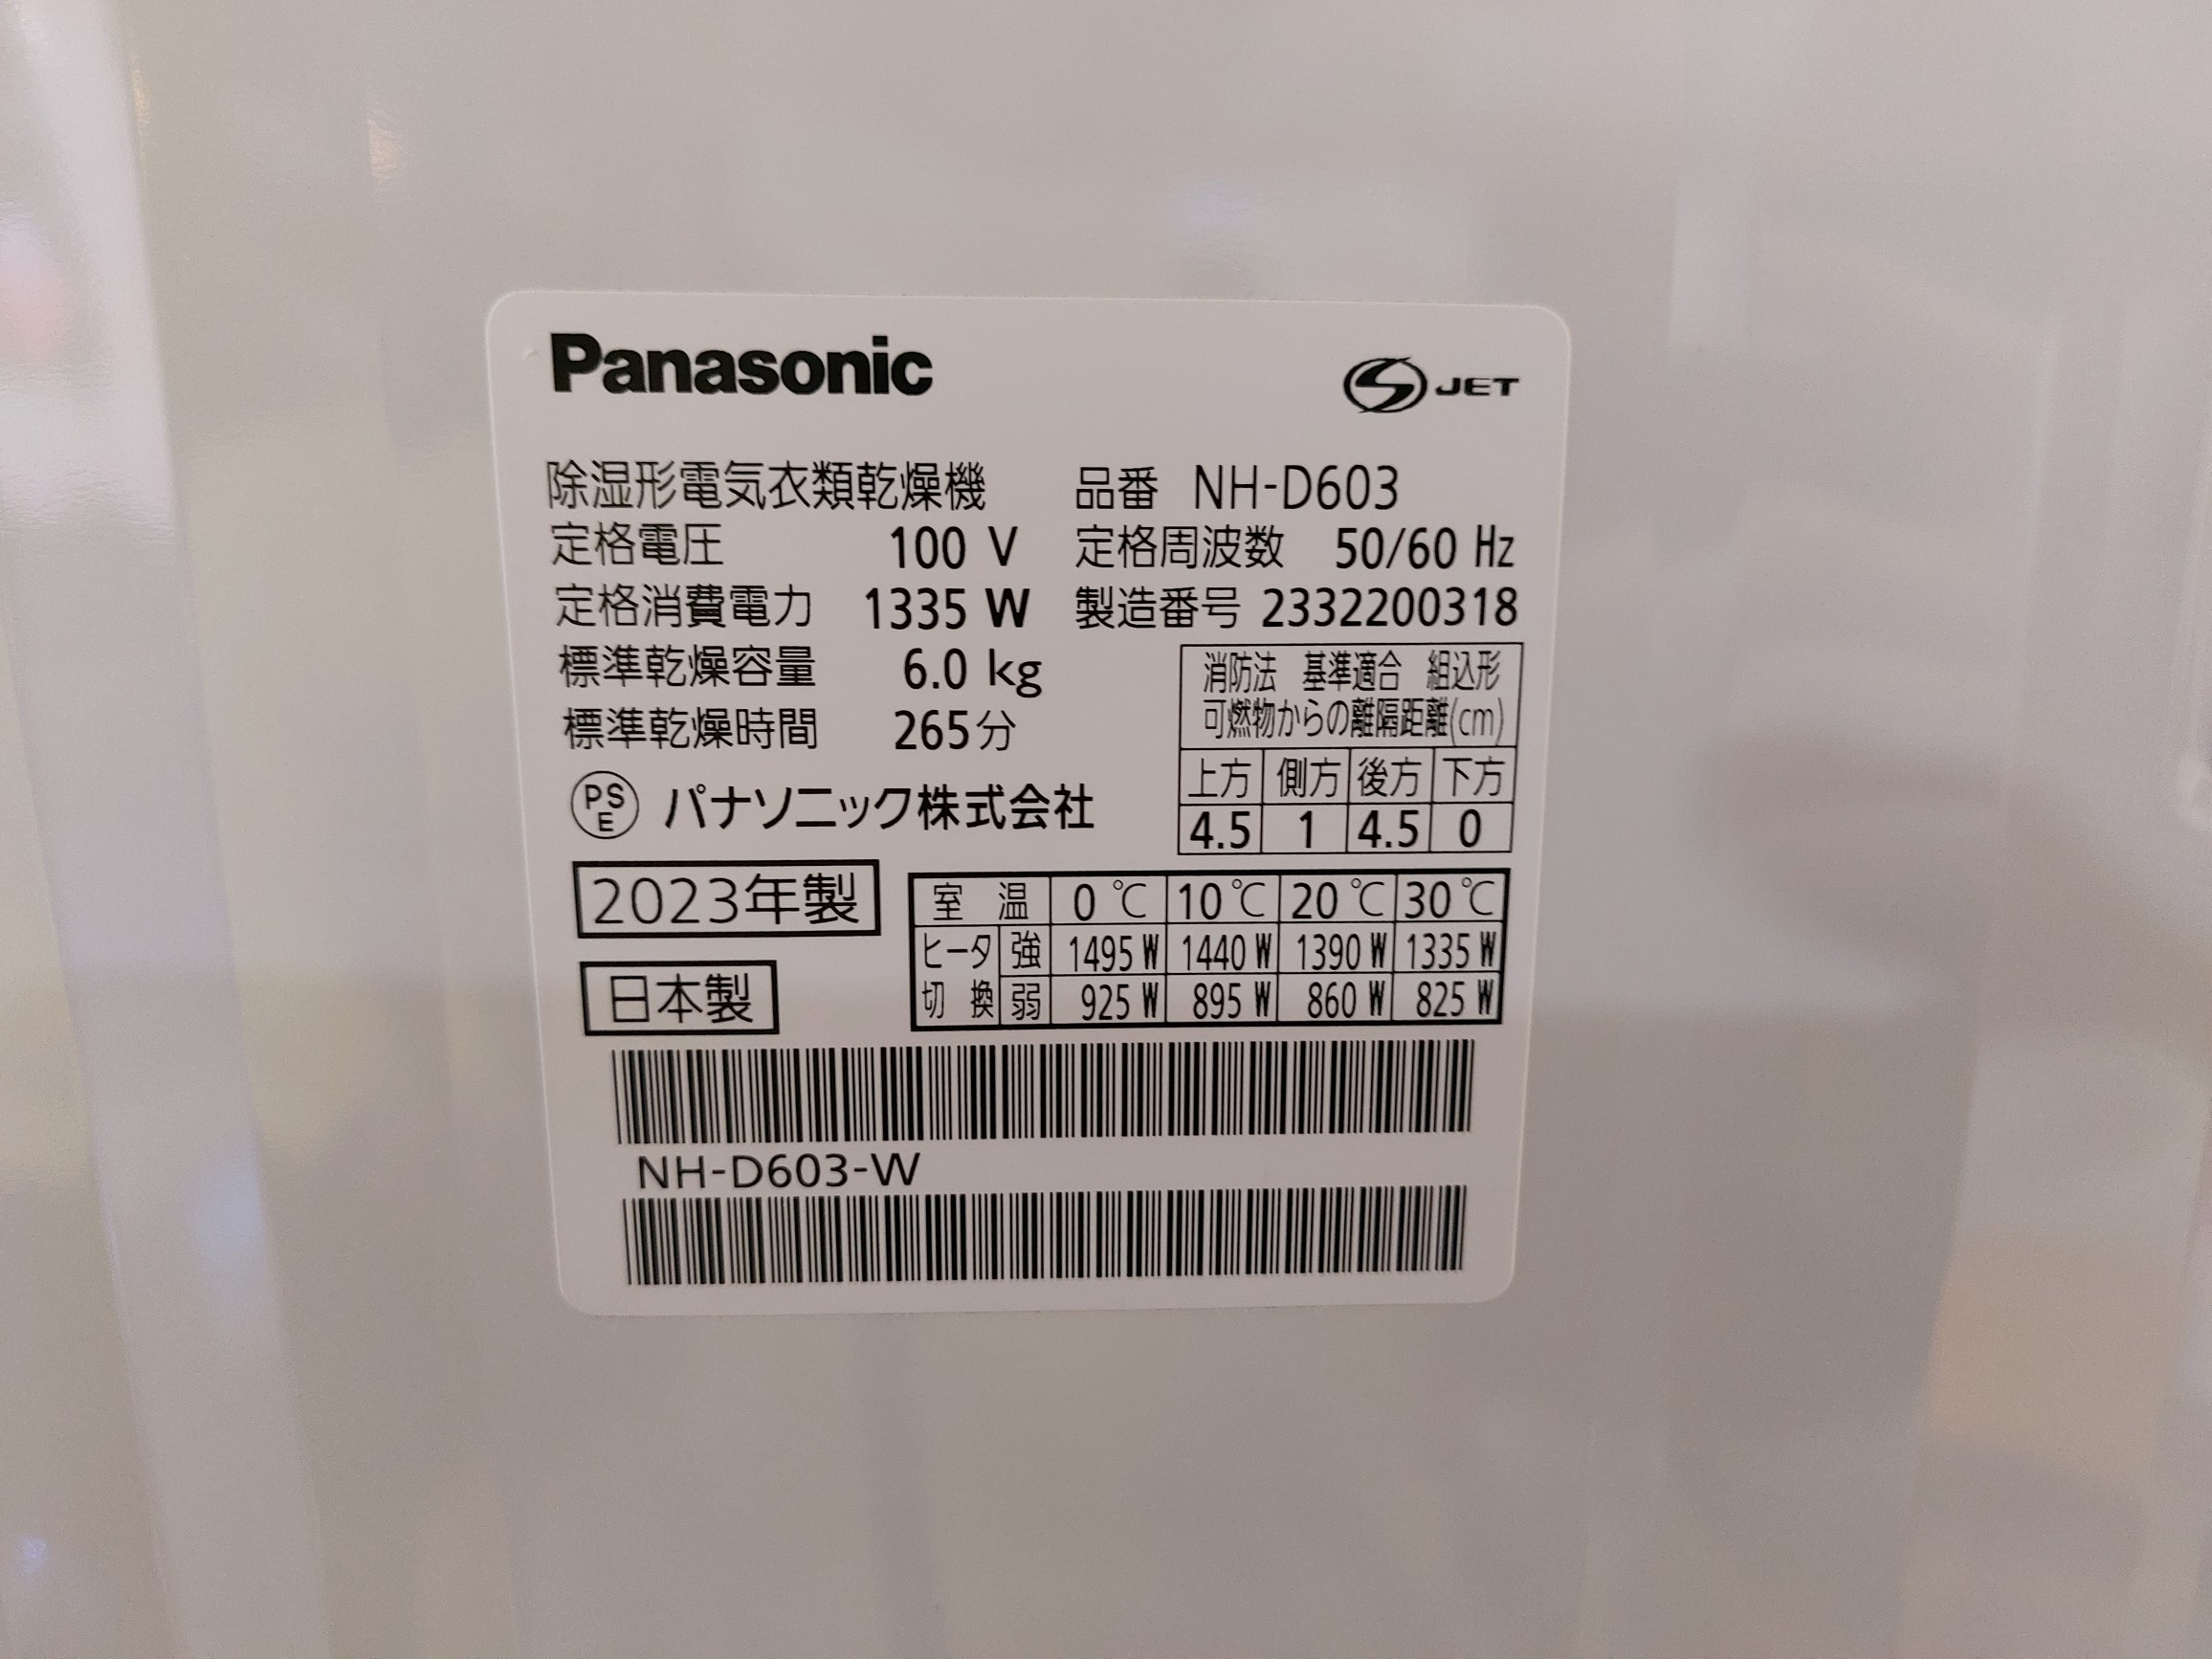 Panasonic
S JET
除湿形電気衣類乾燥機 品番 NH-D603
定格電圧 100 V 定格周波数 50/60 Hz
定格消費電力 1335 W 製造番号 2332200318
標準乾燥容量 6.0 kg
標準乾燥時間 265分
消防法 基準適合 組込形
可燃物からの離隔距離(cm)
上方 側方 後方 下方
4.5 1 4.5 0
PS
E
パナソニック株式会社
2023年製
日本製
室 温 0 ℃ 10 ℃ 20 ℃ 30 ℃
ヒータ 強 1495 W 1440 W 1390 W 1335 W
切 換 弱 925 W 895 W 860 W 825 W
NH-D603-W